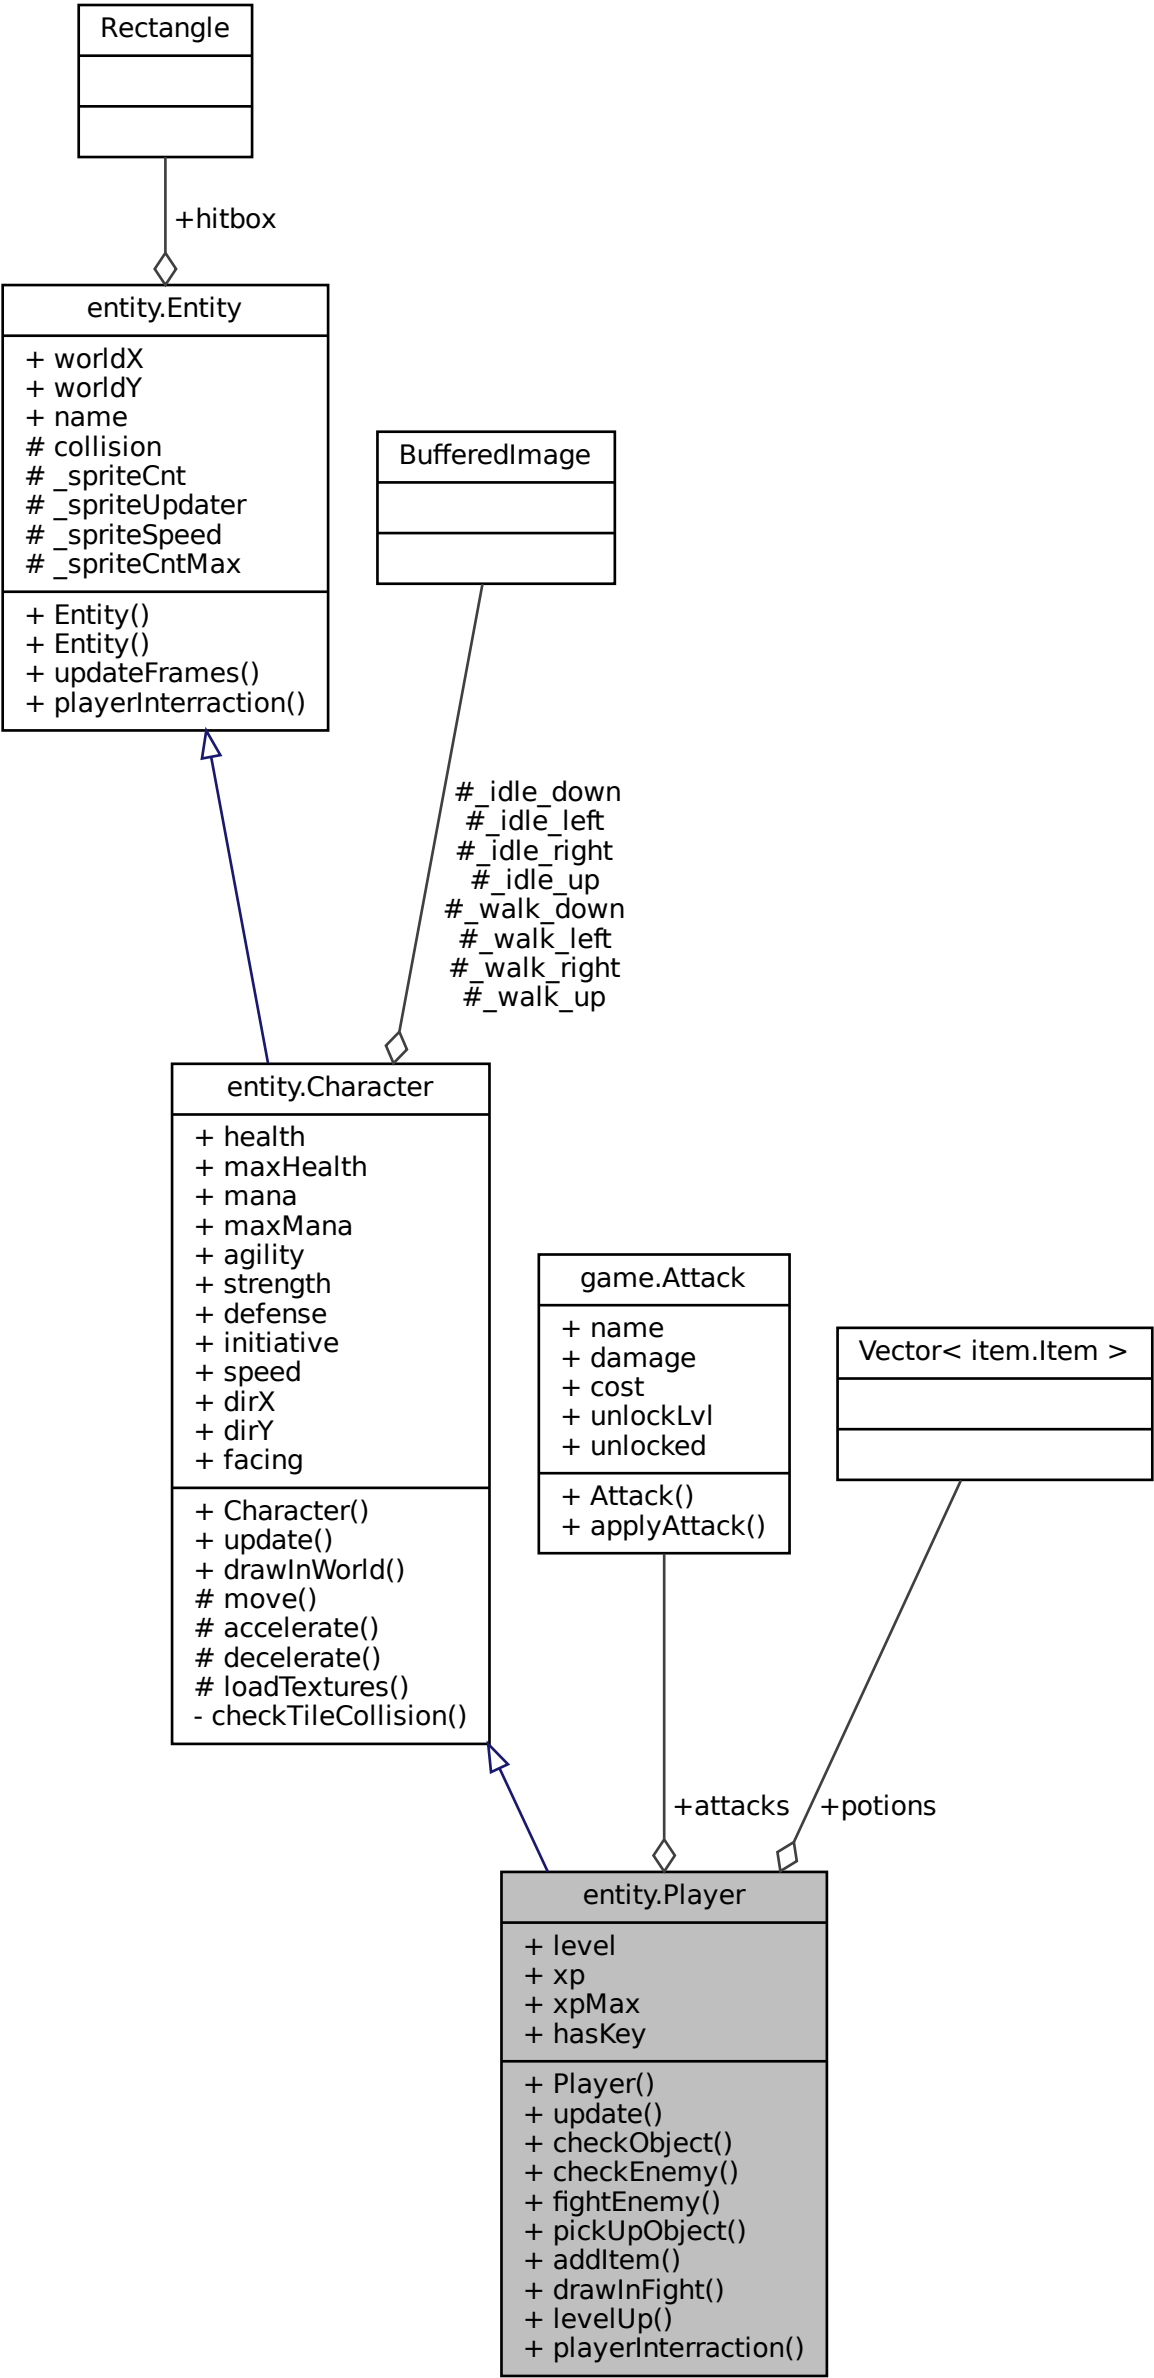 Rectangle
+hitbox
entity.Entity
+ worldX
+ worldY
+ name
# collision
# _spriteCnt
# _spriteUpdater
# _spriteSpeed
# _spriteCntMax
+ Entity()
+ Entity()
+ updateFrames()
+ playerInterraction()
BufferedImage
#_idle_down
#_idle_left
#_idle_right
#_idle_up
#_walk_down
#_walk_left
#_walk_right
#_walk_up
entity.Character
+ health
+ maxHealth
+ mana
+ maxMana
+ agility
+ strength
+ defense
+ initiative
+ speed
+ dirX
+ dirY
+ facing
+ Character()
+ update()
+ drawInWorld()
# move()
# accelerate()
# decelerate()
# loadTextures()
- checkTileCollision()
game.Attack
+ name
+ damage
+ cost
+ unlockLvl
+ unlocked
+ Attack()
+ applyAttack()
Vector< item.Item >
+attacks
+potions
entity.Player
+ level
+ xp
+ xpMax
+ hasKey
+ Player()
+ update()
+ checkObject()
+ checkEnemy()
+ fightEnemy()
+ pickUpObject()
+ addItem()
+ drawInFight()
+ levelUp()
+ playerInterraction()